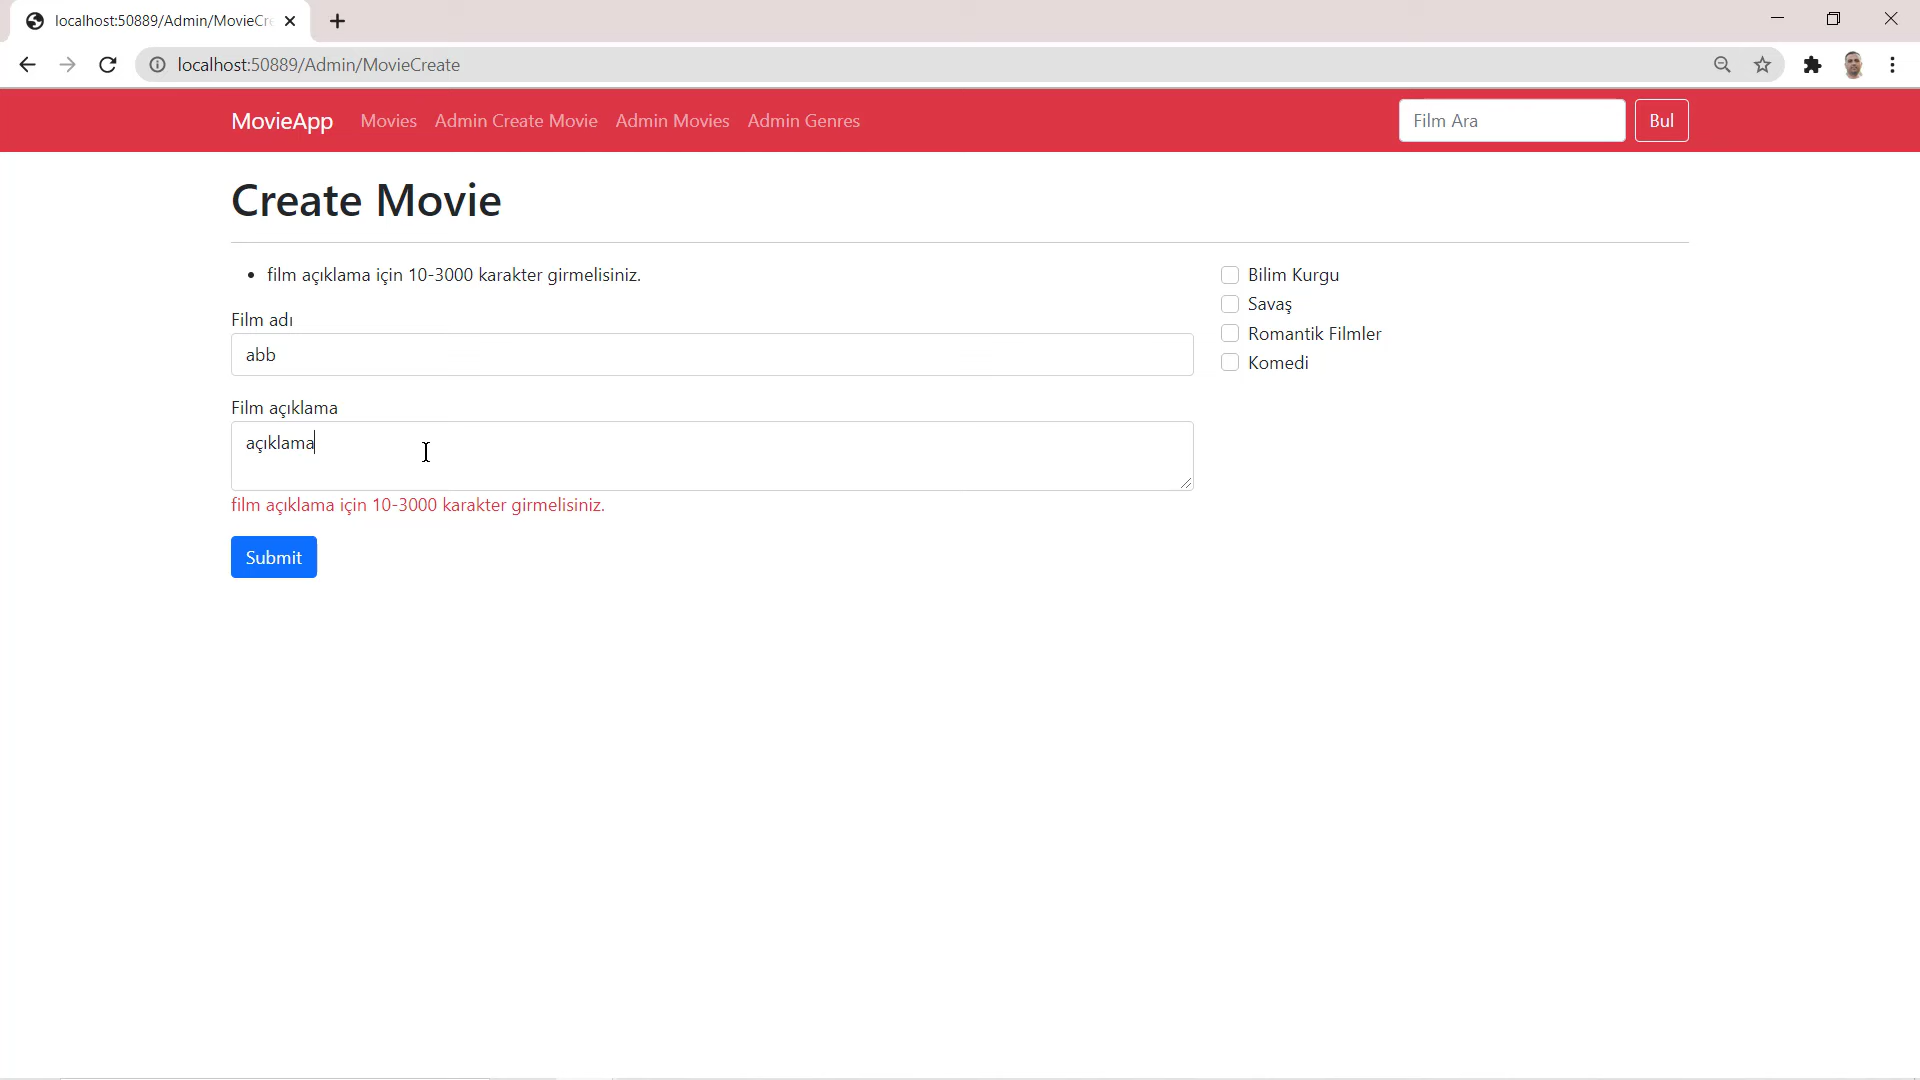 localhost:50889/Admin/MovieCre
localhost:50889/Admin/MovieCreate
MovieApp Movies Admin Create Movie Admin Movies Admin Genres Film Ara Bul
Create Movie
film açıklama için 10-3000 karakter girmelisiniz.
Film adı
abb
Film açıklama
açıklama
film açıklama için 10-3000 karakter girmelisiniz.
Submit
Bilim Kurgu
Savaş
Romantik Filmler
Komedi